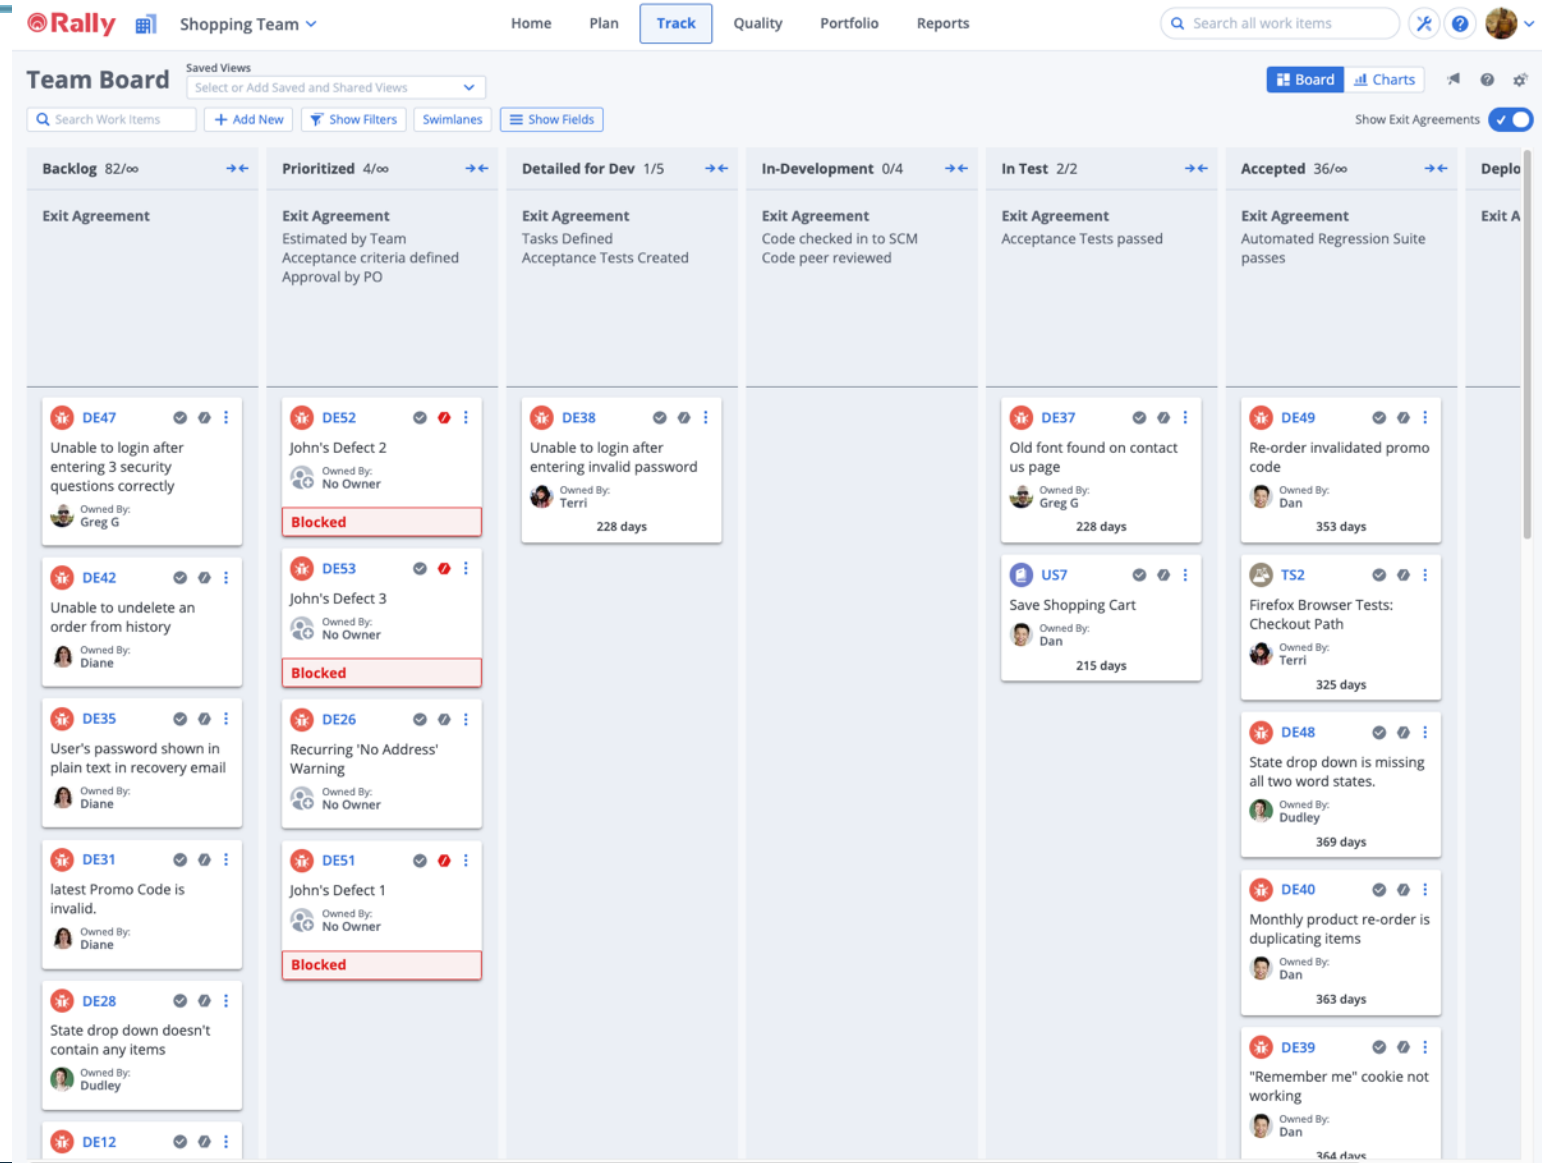 Rally
Shopping Team
Home Plan Track Quality Portfolio Reports
Search all work items
Team Board
Saved Views
Select or Add Saved and Shared Views
Board Charts
Search Work Items
Add New
Show Filters
Swimlanes
Show Fields
Show Exit Agreements
Backlog 82/∞
Exit Agreement
DE47
Unable to login after
entering 3 security
questions correctly
Owned By:
Greg G
DE42
Unable to undelete an
order from history
Owned By:
Diane
DE35
User's password shown in
plain text in recovery email
Owned By:
Diane
DE31
latest Promo Code is
invalid.
Owned By:
Diane
DE28
State drop down doesn't
contain any items
Owned By:
Dudley
DE12
Prioritized 4/∞
Exit Agreement
Estimated by Team
Acceptance criteria defined
Approval by PO
DE52
John's Defect 2
Owned By:
No Owner
Blocked
DE53
John's Defect 3
Owned By:
No Owner
Blocked
DE26
Recurring 'No Address'
Warning
Owned By:
No Owner
DE51
John's Defect 1
Owned By:
No Owner
Blocked
Detailed for Dev 1/5
Exit Agreement
Tasks Defined
Acceptance Tests Created
DE38
Unable to login after
entering invalid password
Owned By:
Terri
228 days
In-Development 0/4
Exit Agreement
Code checked in to SCM
Code peer reviewed
In Test 2/2
Exit Agreement
Acceptance Tests passed
DE37
Old font found on contact
us page
Owned By:
Greg G
228 days
US7
Save Shopping Cart
Owned By:
Dan
215 days
Accepted 36/∞
Exit Agreement
Automated Regression Suite
passes
DE49
Re-order invalidated promo
code
Owned By:
Dan
353 days
TS2
Firefox Browser Tests:
Checkout Path
Owned By:
Terri
325 days
DE48
State drop down is missing
all two word states.
Owned By:
Dudley
369 days
DE40
Monthly product re-order is
duplicating items
Owned By:
Dan
363 days
DE39
"Remember me" cookie not
working
Owned By:
Dan
364 days
Deplo
Exit A